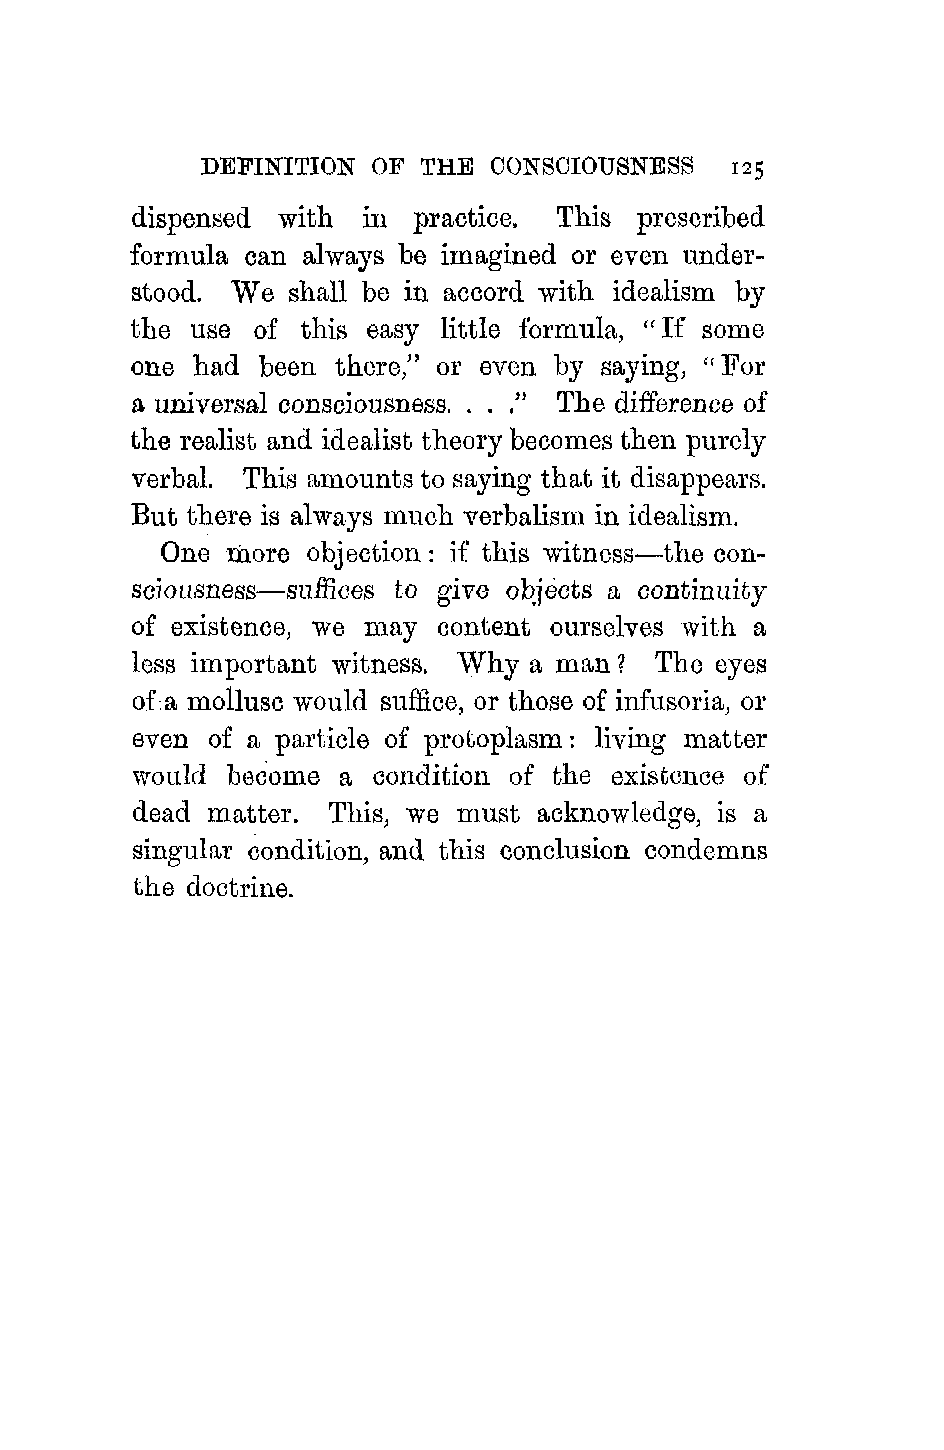 DEFINITION OF THE CONSCIOUSNESS 125
dispensed with in practice. This prescribed
formula can always be imagined or even under-
stood. We shall be in accord with idealism by
the use of this easy little formula, “If some
one had been there,” or even by saying, “For
a universal consciousness. . . .” The difference of
the realist and idealist theory becomes then purely
verbal. This amounts to saying that it disappears.
But there is always much verbalism in idealism.
One more objection: if this witness—the con-
sciousness—suffices to give objects a continuity
of existence, we may content ourselves with a
less important witness. Why a man? The eyes
of a mollusc would suffice, or those of infusoria, or
even of a particle of protoplasm: living matter
would become a condition of the existence of
dead matter. This, we must acknowledge, is a
singular condition, and this conclusion condemns
the doctrine.